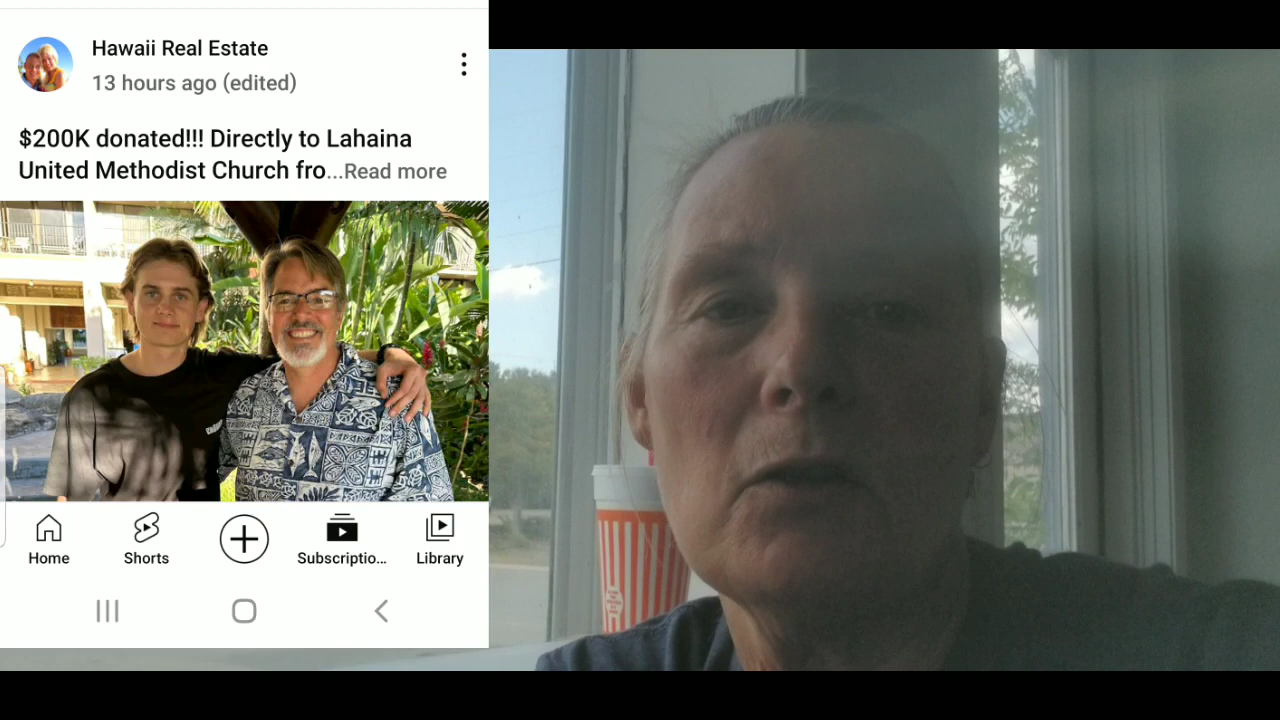 Hawaii Real Estate
13 hours ago (edited)
$200K donated!!! Directly to Lahaina
United Methodist Church fro...Read more
Home
Shorts
Subscriptio...
Library